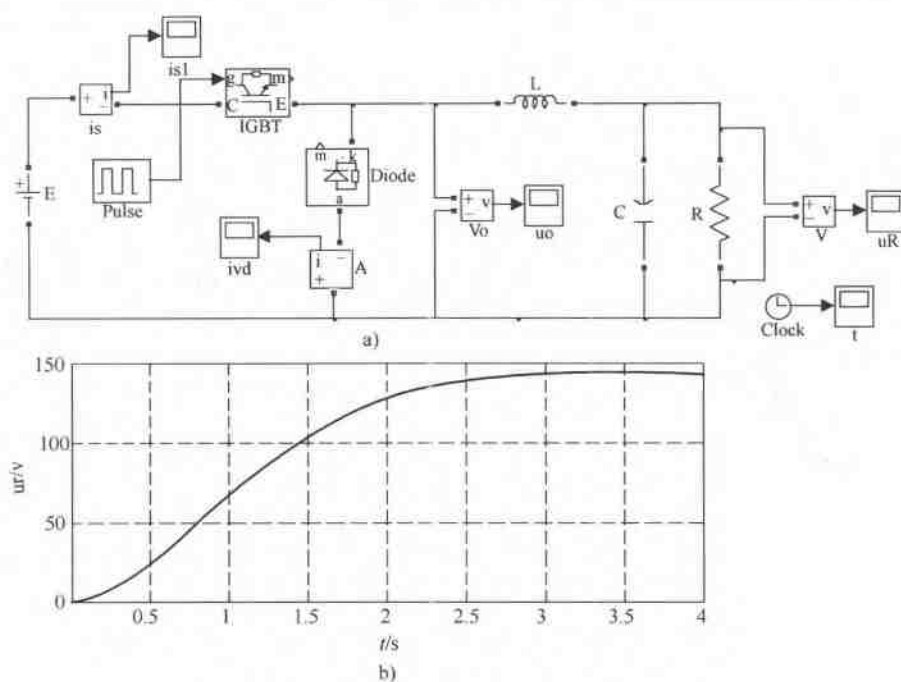 is1
g m
C E
IGBT
+ i -
is
Pulse
+ E
m k
Diode
a
ivd
i -
+ A
+ v
-
Vo
uo
L
C
R
+ v
-
V
uR
Clock
t
a)
150
100
50
0
ur/v
0.5 1 1.5 2 2.5 3 3.5 4
t/s
b)